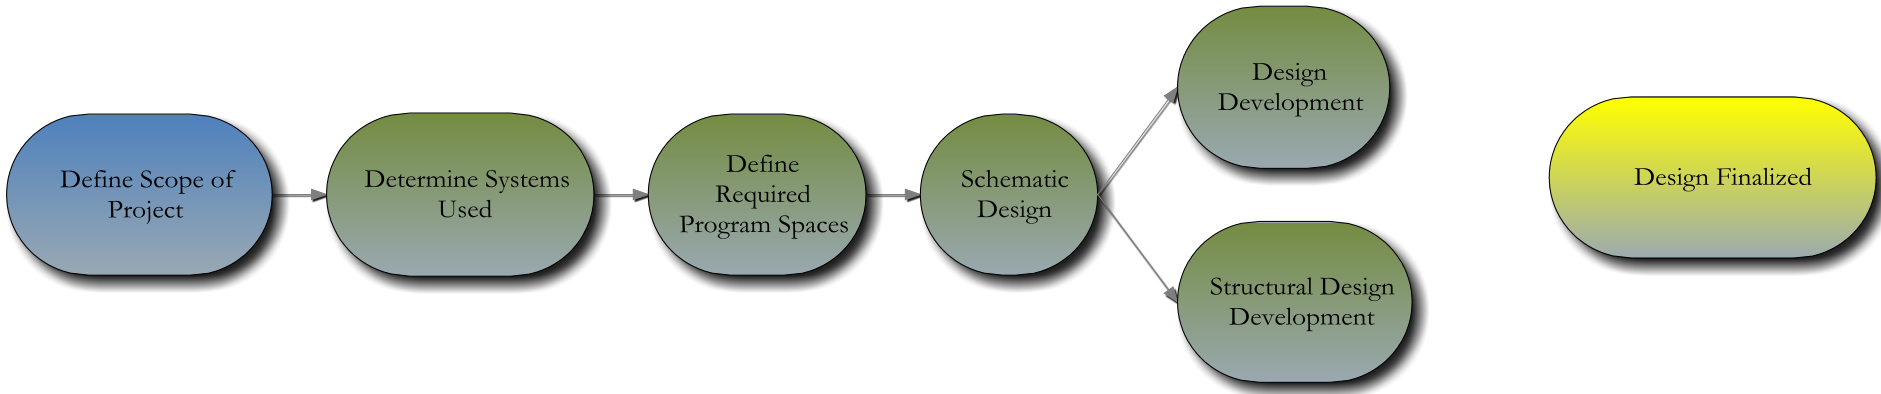 Define Scope of
Project
Determine Systems
Used
Define
Required
Program Spaces
Schematic
Design
Design
Development
Structural Design
Development
Design Finalized